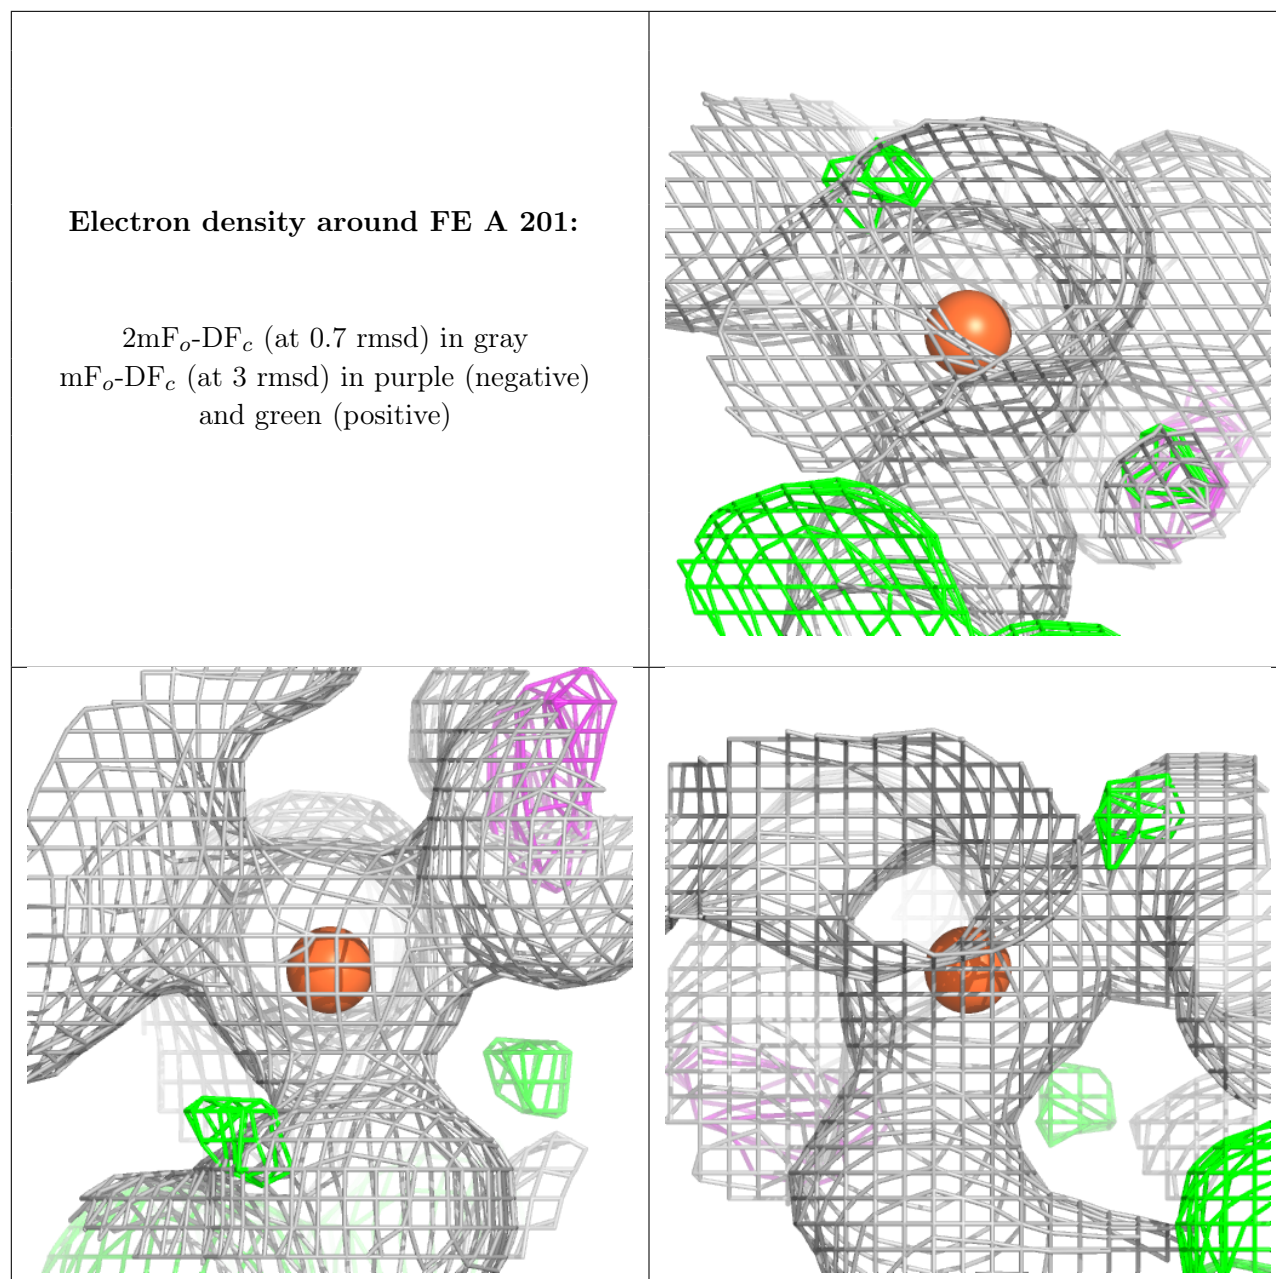 Electron density around FE A 201:
2mFo-DFc (at 0.7 rmsd) in gray
mFo-DFc (at 3 rmsd) in purple (negative)
and green (positive)